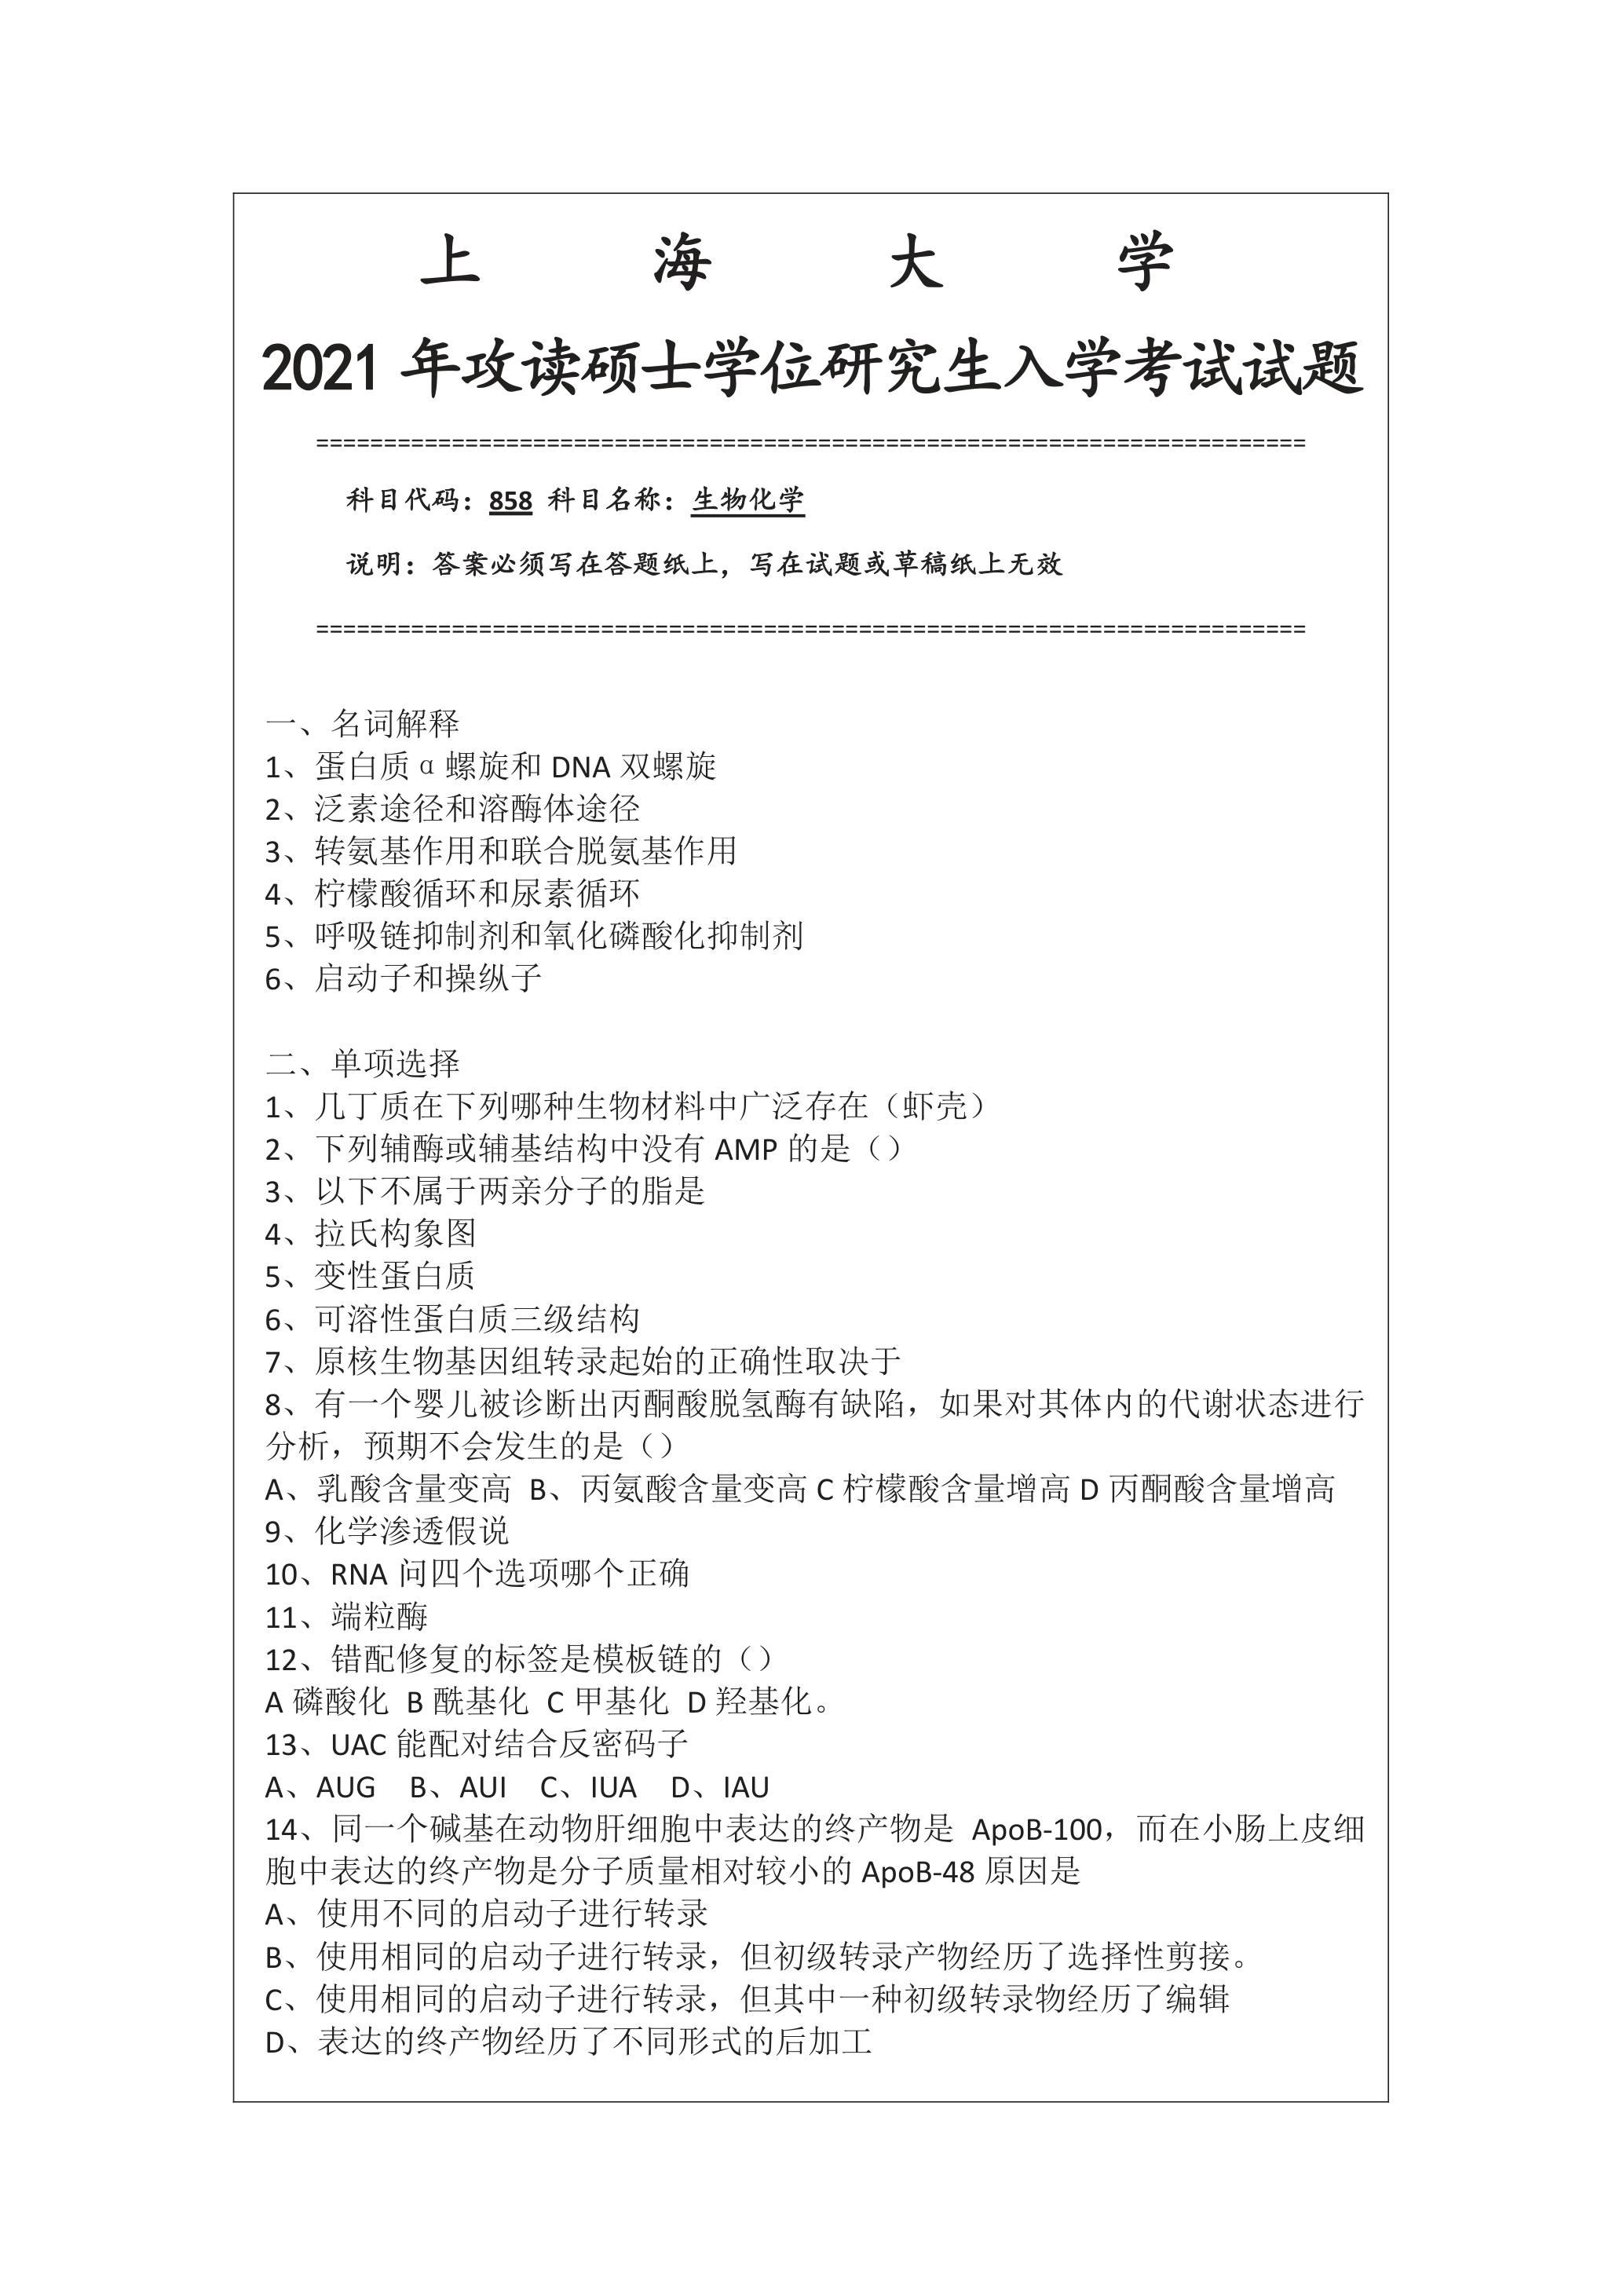 上 海 大 学
2021 年攻读硕士学位研究生入学考试试题
=========================================================================
科目代码：858 科目名称：生物化学
说明：答案必须写在答题纸上，写在试题或草稿纸上无效
=========================================================================
一、名词解释
1、蛋白质α螺旋和 DNA 双螺旋
2、泛素途径和溶酶体途径
3、转氨基作用和联合脱氨基作用
4、柠檬酸循环和尿素循环
5、呼吸链抑制剂和氧化磷酸化抑制剂
6、启动子和操纵子
二、单项选择
1、几丁质在下列哪种生物材料中广泛存在（虾壳）
2、下列辅酶或辅基结构中没有 AMP 的是（）
3、以下不属于两亲分子的脂是
4、拉氏构象图
5、变性蛋白质
6、可溶性蛋白质三级结构
7、原核生物基因组转录起始的正确性取决于
8、有一个婴儿被诊断出丙酮酸脱氢酶有缺陷，如果对其体内的代谢状态进行
分析，预期不会发生的是（）
A、乳酸含量变高 B、丙氨酸含量变高 C 柠檬酸含量增高 D 丙酮酸含量增高
9、化学渗透假说
10、RNA 问四个选项哪个正确
11、端粒酶
12、错配修复的标签是模板链的（）
A 磷酸化 B 酰基化 C 甲基化 D 羟基化。
13、UAC 能配对结合反密码子
A、AUG B、AUI C、IUA D、IAU
14、同一个碱基在动物肝细胞中表达的终产物是 ApoB-100，而在小肠上皮细
胞中表达的终产物是分子质量相对较小的 ApoB-48 原因是
A、使用不同的启动子进行转录
B、使用相同的启动子进行转录，但初级转录产物经历了选择性剪接。
C、使用相同的启动子进行转录，但其中一种初级转录物经历了编辑
D、表达的终产物经历了不同形式的后加工